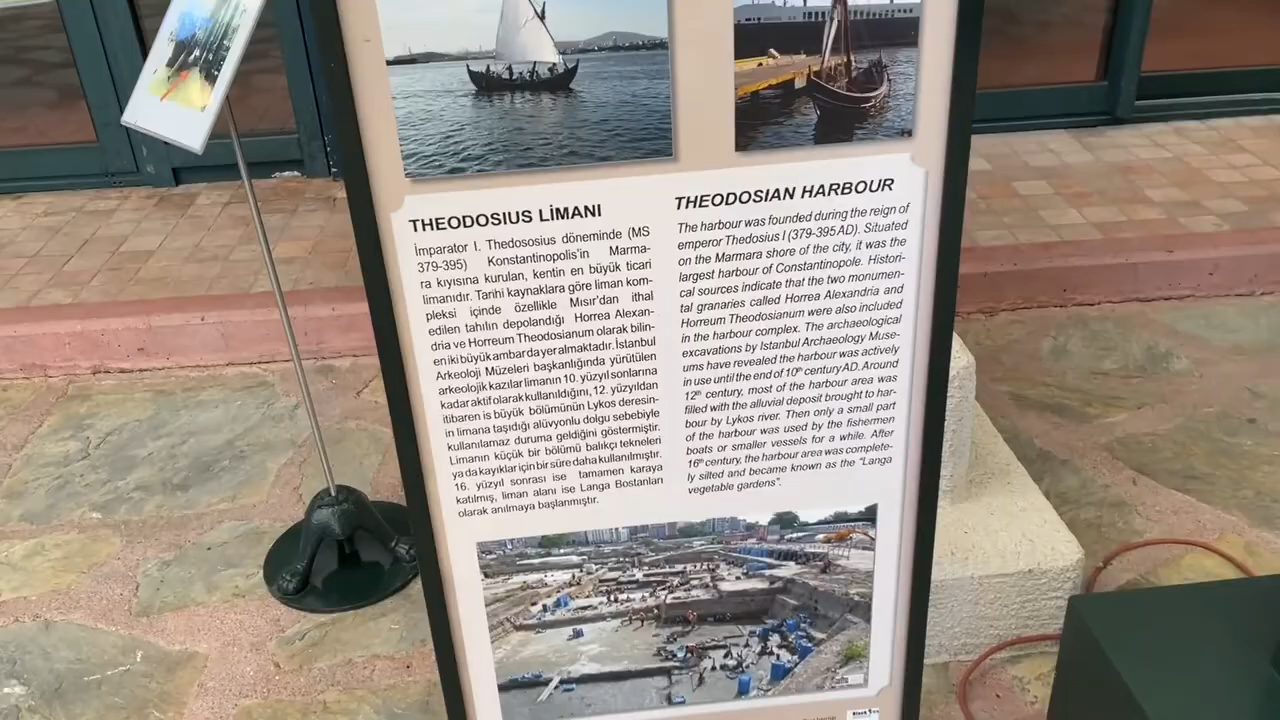 THEODOSIUS LİMANI
İmparator I. Thedososius döneminde (MS
379-395) Konstantinopolis'in Marma-
ra kıyısına kurulan, kentin en büyük ticari
limanıdır. Tarihi kaynaklara göre liman kom-
pleksi içinde özellikle Mısır'dan ithal
edilen tahılın depolandığı Horrea Alexan-
dria ve Horreum Theodosianum olarak bilin-
en iki büyük ambarda yer almaktadır. İstanbul
Arkeoloji Müzeleri başkanlığında yürütülen
arkeolojik kazılar limanın 10. yüzyıl sonlarına
kadar aktif olarak kullanıldığını, 12. yüzyıldan
itibaren is büyük bölümünün Lykos deresin-
in limana taşıdığı alüvyonlu dolgu sebebiyle
kullanılamaz duruma geldiğini göstermiştir.
Limanın küçük bir bölümü balıkçı tekneleri
ya da kayıklar için bir süre daha kullanılmıştır.
16. yüzyıl sonrası ise tamamen karaya
katılmış, liman alanı ise Langa Bostanları
olarak anılmaya başlanmıştır.
THEODOSIAN HARBOUR
The harbour was founded during the reign of
emperor Thedosius I (379-395 AD). Situated
on the Marmara shore of the city, it was the
largest harbour of Constantinople. Histori-
cal sources indicate that the two monumen-
tal granaries called Horrea Alexandria and
Horreum Theodosianum were also included
in the harbour complex. The archaeological
excavations by Istanbul Archaeology Muse-
ums have revealed the harbour was actively
in use until the end of 10th century AD. Around
12th century, most of the harbour area was
filled with the alluvial deposit brought to har-
bour by Lykos river. Then only a small part
of the harbour was used by the fishermen
boats or smaller vessels for a while. After
16th century, the harbour area was complete-
ly silted and became known as the "Langa
vegetable gardens".